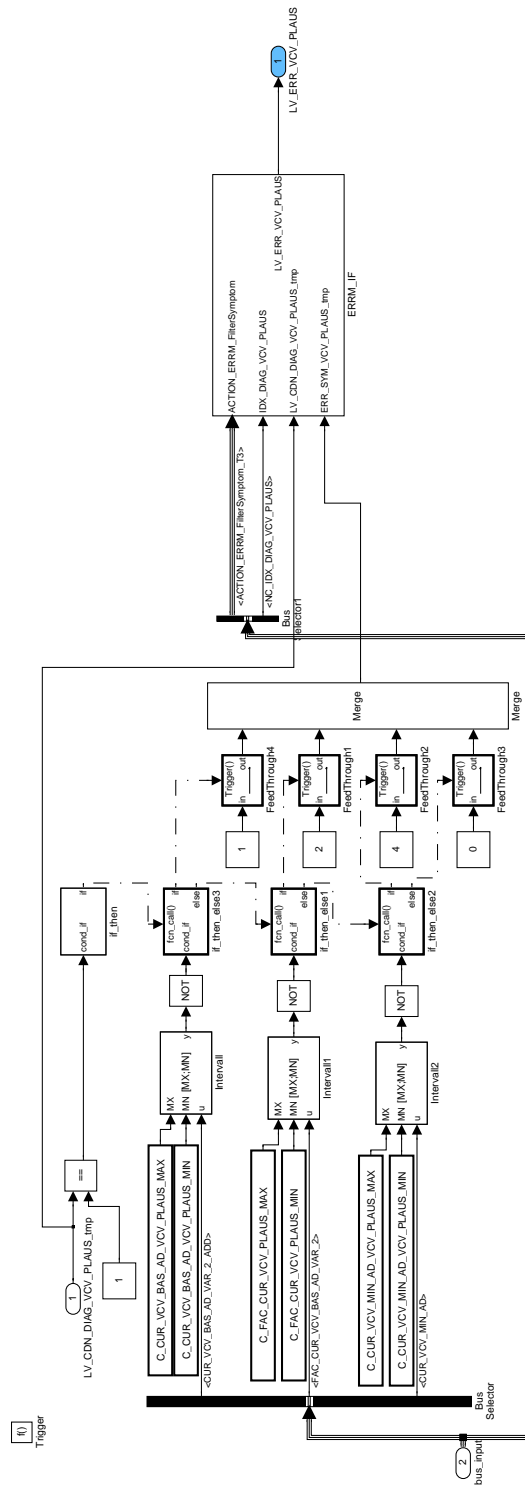 f()
Trigger
1
LV_CDN_DIAG_VCV_PLAUS_tmp
1
==
cond_if
if
if_then
C_CUR_VCV_BAS_AD_VCV_PLAUS_MAX
C_CUR_VCV_BAS_AD_VCV_PLAUS_MIN
<CUR_VCV_BAS_AD_VAR_2_ADD>
MX
MN [MX;MN]
u
y
Intervall
NOT
fcn_call()
cond_if
if
else
if_then_else3
C_FAC_CUR_VCV_PLAUS_MAX
C_FAC_CUR_VCV_PLAUS_MIN
<FAC_CUR_VCV_BAS_AD_VAR_2>
MX
MN [MX;MN]
u
y
Intervall1
NOT
fcn_call()
cond_if
if
else
if_then_else1
C_CUR_VCV_MIN_AD_VCV_PLAUS_MAX
C_CUR_VCV_MIN_AD_VCV_PLAUS_MIN
<CUR_VCV_MIN_AD>
MX
MN [MX;MN]
u
y
Intervall2
NOT
fcn_call()
cond_if
if
else
if_then_else2
Bus
Selector
2
bus_input
1
Trigger()
in
out
FeedThrough4
2
Trigger()
in
out
FeedThrough1
4
Trigger()
in
out
FeedThrough2
0
Trigger()
in
out
FeedThrough3
Merge
Merge
Bus
Selector1
<ACTION_ERRM_FilterSymptom_T3>
<NC_IDX_DIAG_VCV_PLAUS>
ACTION_ERRM_FilterSymptom
IDX_DIAG_VCV_PLAUS
LV_ERR_VCV_PLAUS
LV_CDN_DIAG_VCV_PLAUS_tmp
ERR_SYM_VCV_PLAUS_tmp
ERRM_IF
1
LV_ERR_VCV_PLAUS